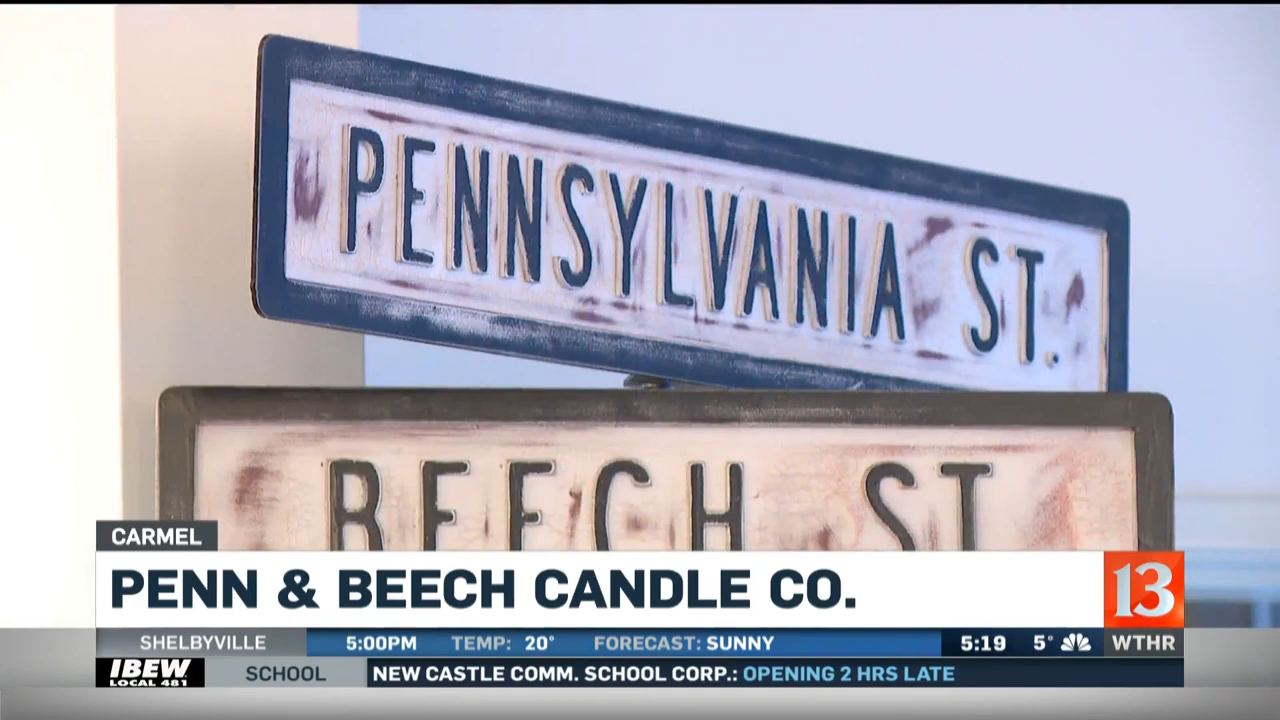 PENNSYLVANIA ST.
BEECH ST
CARMEL
PENN & BEECH CANDLE CO.
13
SHELBYVILLE 5:00PM TEMP: 20° FORECAST: SUNNY 5:19 5° WTHR
IBEW
LOCAL 481
SCHOOL NEW CASTLE COMM. SCHOOL CORP.: OPENING 2 HRS LATE